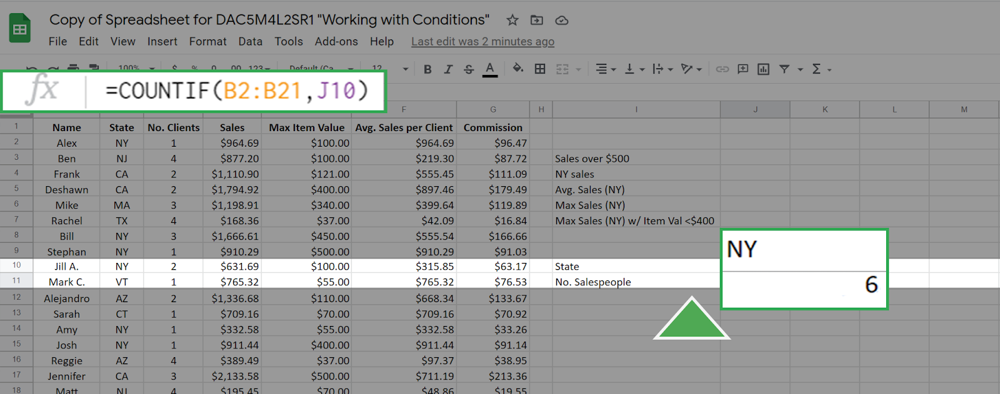 Copy of Spreadsheet for DAC5M4L2SR1 "Working with Conditions"
File Edit View Insert Format Data Tools Add-ons Help Last edit was 2 minutes ago
100% $ % .0 .00 123 Default (Ca 12 B I S A Σ
fx =COUNTIF(B2:B21,J10)
F G H I J K L M
1 Name State No. Clients Sales Max Item Value Avg. Sales per Client Commission
2 Alex NY 1 $964.69 $100.00 $964.69 $96.47
3 Ben NJ 4 $877.20 $100.00 $219.30 $87.72 Sales over $500
4 Frank CA 2 $1,110.90 $121.00 $555.45 $111.09 NY sales
5 Deshawn CA 2 $1,794.92 $400.00 $897.46 $179.49 Avg. Sales (NY)
6 Mike MA 3 $1,198.91 $340.00 $399.64 $119.89 Max Sales (NY)
7 Rachel TX 4 $168.36 $37.00 $42.09 $16.84 Max Sales (NY) w/ Item Val <$400
8 Bill NY 3 $1,666.61 $450.00 $555.54 $166.66
9 Stephan NY 1 $910.29 $500.00 $910.29 $91.03
10 Jill A. NY 2 $631.69 $100.00 $315.85 $63.17 State NY
11 Mark C. VT 1 $765.32 $55.00 $765.32 $76.53 No. Salespeople 6
12 Alejandro AZ 2 $1,336.68 $110.00 $668.34 $133.67
13 Sarah CT 1 $709.16 $70.00 $709.16 $70.92
14 Amy NY 1 $332.58 $55.00 $332.58 $33.26
15 Josh NY 1 $911.44 $400.00 $911.44 $91.14
16 Reggie AZ 4 $389.49 $37.00 $97.37 $38.95
17 Jennifer CA 3 $2,133.58 $500.00 $711.19 $213.36
18 Matt NJ 4 $195.45 $70.00 $48.86 $19.55